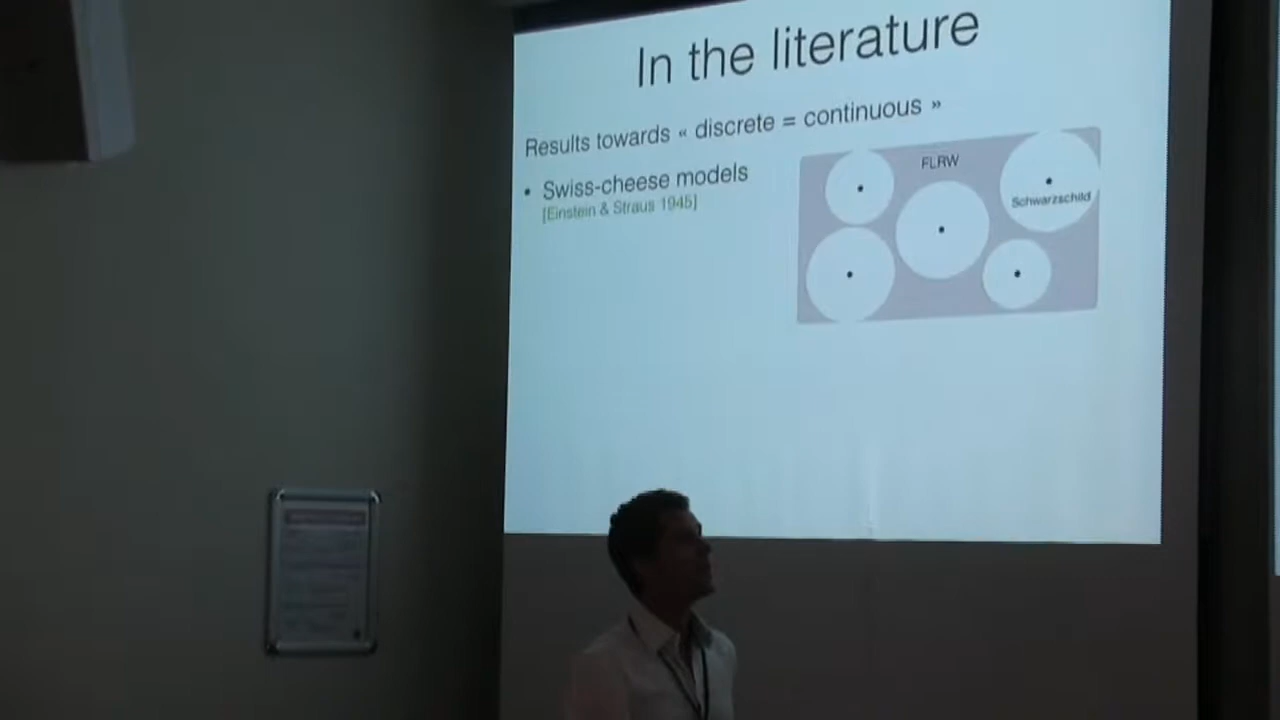 In the literature
Results towards « discrete = continuous »
• Swiss-cheese models
[Einstein & Straus 1945]
FLRW
Schwarzschild